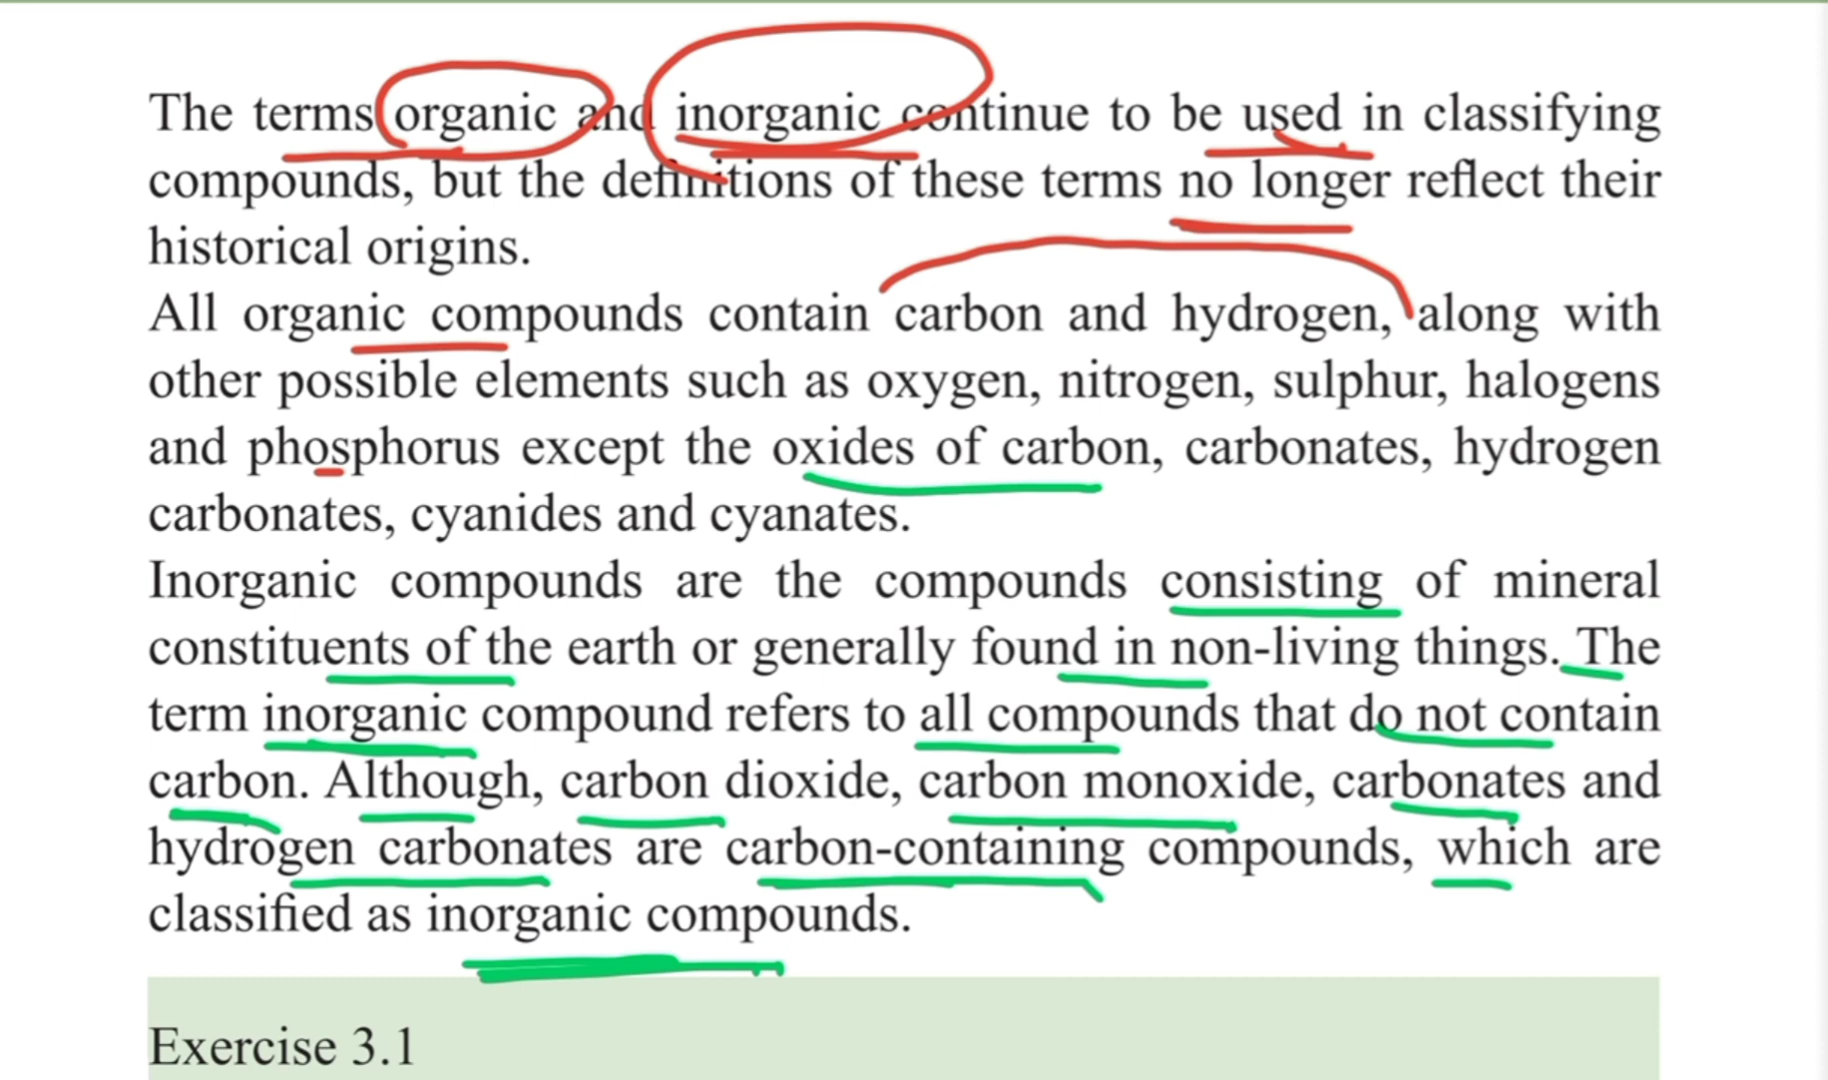 The terms organic and inorganic continue to be used in classifying
compounds, but the definitions of these terms no longer reflect their
historical origins.
All organic compounds contain carbon and hydrogen, along with
other possible elements such as oxygen, nitrogen, sulphur, halogens
and phosphorus except the oxides of carbon, carbonates, hydrogen
carbonates, cyanides and cyanates.
Inorganic compounds are the compounds consisting of mineral
constituents of the earth or generally found in non-living things. The
term inorganic compound refers to all compounds that do not contain
carbon. Although, carbon dioxide, carbon monoxide, carbonates and
hydrogen carbonates are carbon-containing compounds, which are
classified as inorganic compounds.
Exercise 3.1